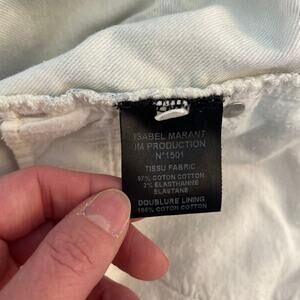 ISABEL MARANT
IM PRODUCTION
N°1501
TISSU FABRIC
97% COTON COTTON
3% ELASTHANNE
ELASTANE
DOUBLURE LINING
100% COTON COTTON